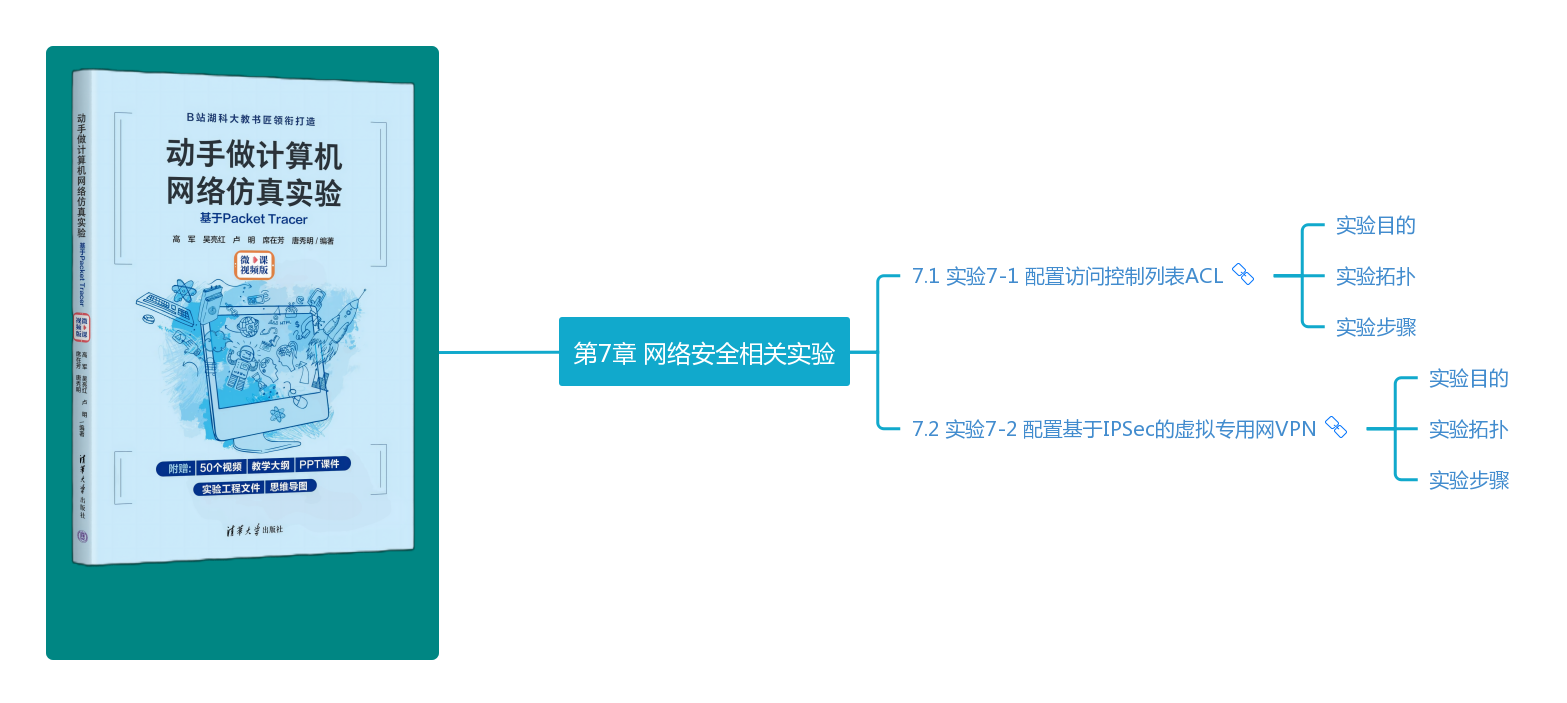 动手做计算机网络仿真实验
基于Packet Tracer
微课
视频版
高 军 吴亮红 卢 明
席在芳 唐秀明 / 编著
清华大学出版社
B站湖科大教书匠领衔打造
动手做计算机
网络仿真实验
基于Packet Tracer
高 军 吴亮红 卢 明 席在芳 唐秀明 / 编著
微课
视频版
附赠: 50个视频 教学大纲 PPT课件
实验工程文件 思维导图
清华大学出版社
第7章 网络安全相关实验
7.1 实验7-1 配置访问控制列表ACL
实验目的
实验拓扑
实验步骤
7.2 实验7-2 配置基于IPSec的虚拟专用网VPN
实验目的
实验拓扑
实验步骤